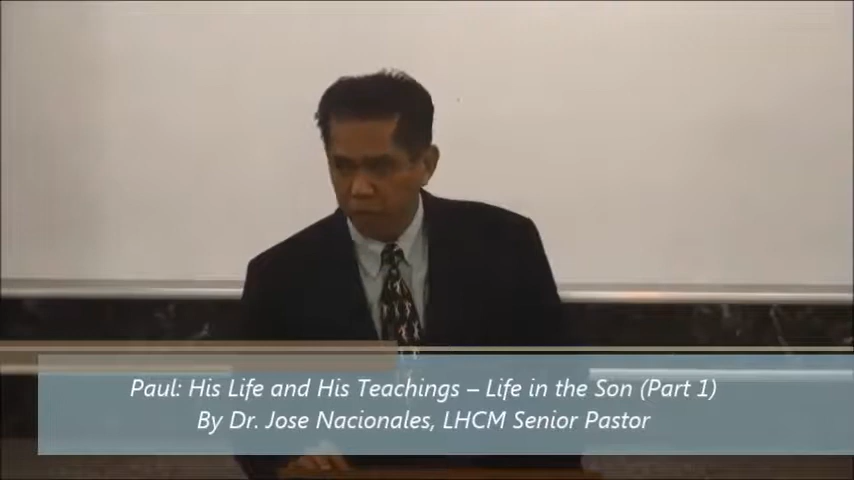 Paul: His Life and His Teachings – Life in the Son (Part 1)
By Dr. Jose Nacionales, LHCM Senior Pastor